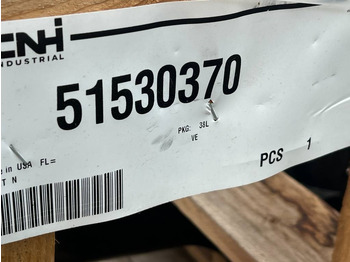 CNH
INDUSTRIAL
51530370
PKG: 38L
VE
in USA FL=
T N
PCS 1